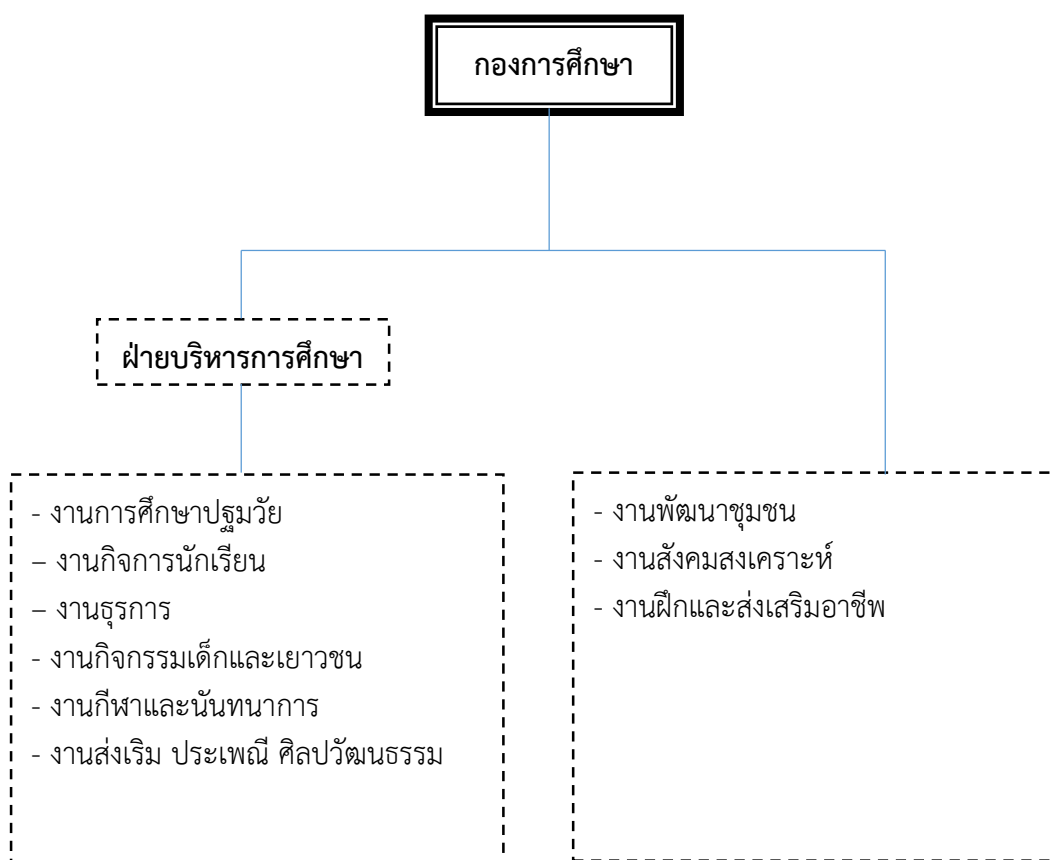 กองการศึกษา
ฝ่ายบริหารการศึกษา
- งานการศึกษาปฐมวัย
– งานกิจการนักเรียน
– งานธุรการ
- งานกิจกรรมเด็กและเยาวชน
- งานกีฬาและนันทนาการ
- งานส่งเริม ประเพณี ศิลปวัฒนธรรม
- งานพัฒนาชุมชน
- งานสังคมสงเคราะห์
- งานฝึกและส่งเสริมอาชีพ